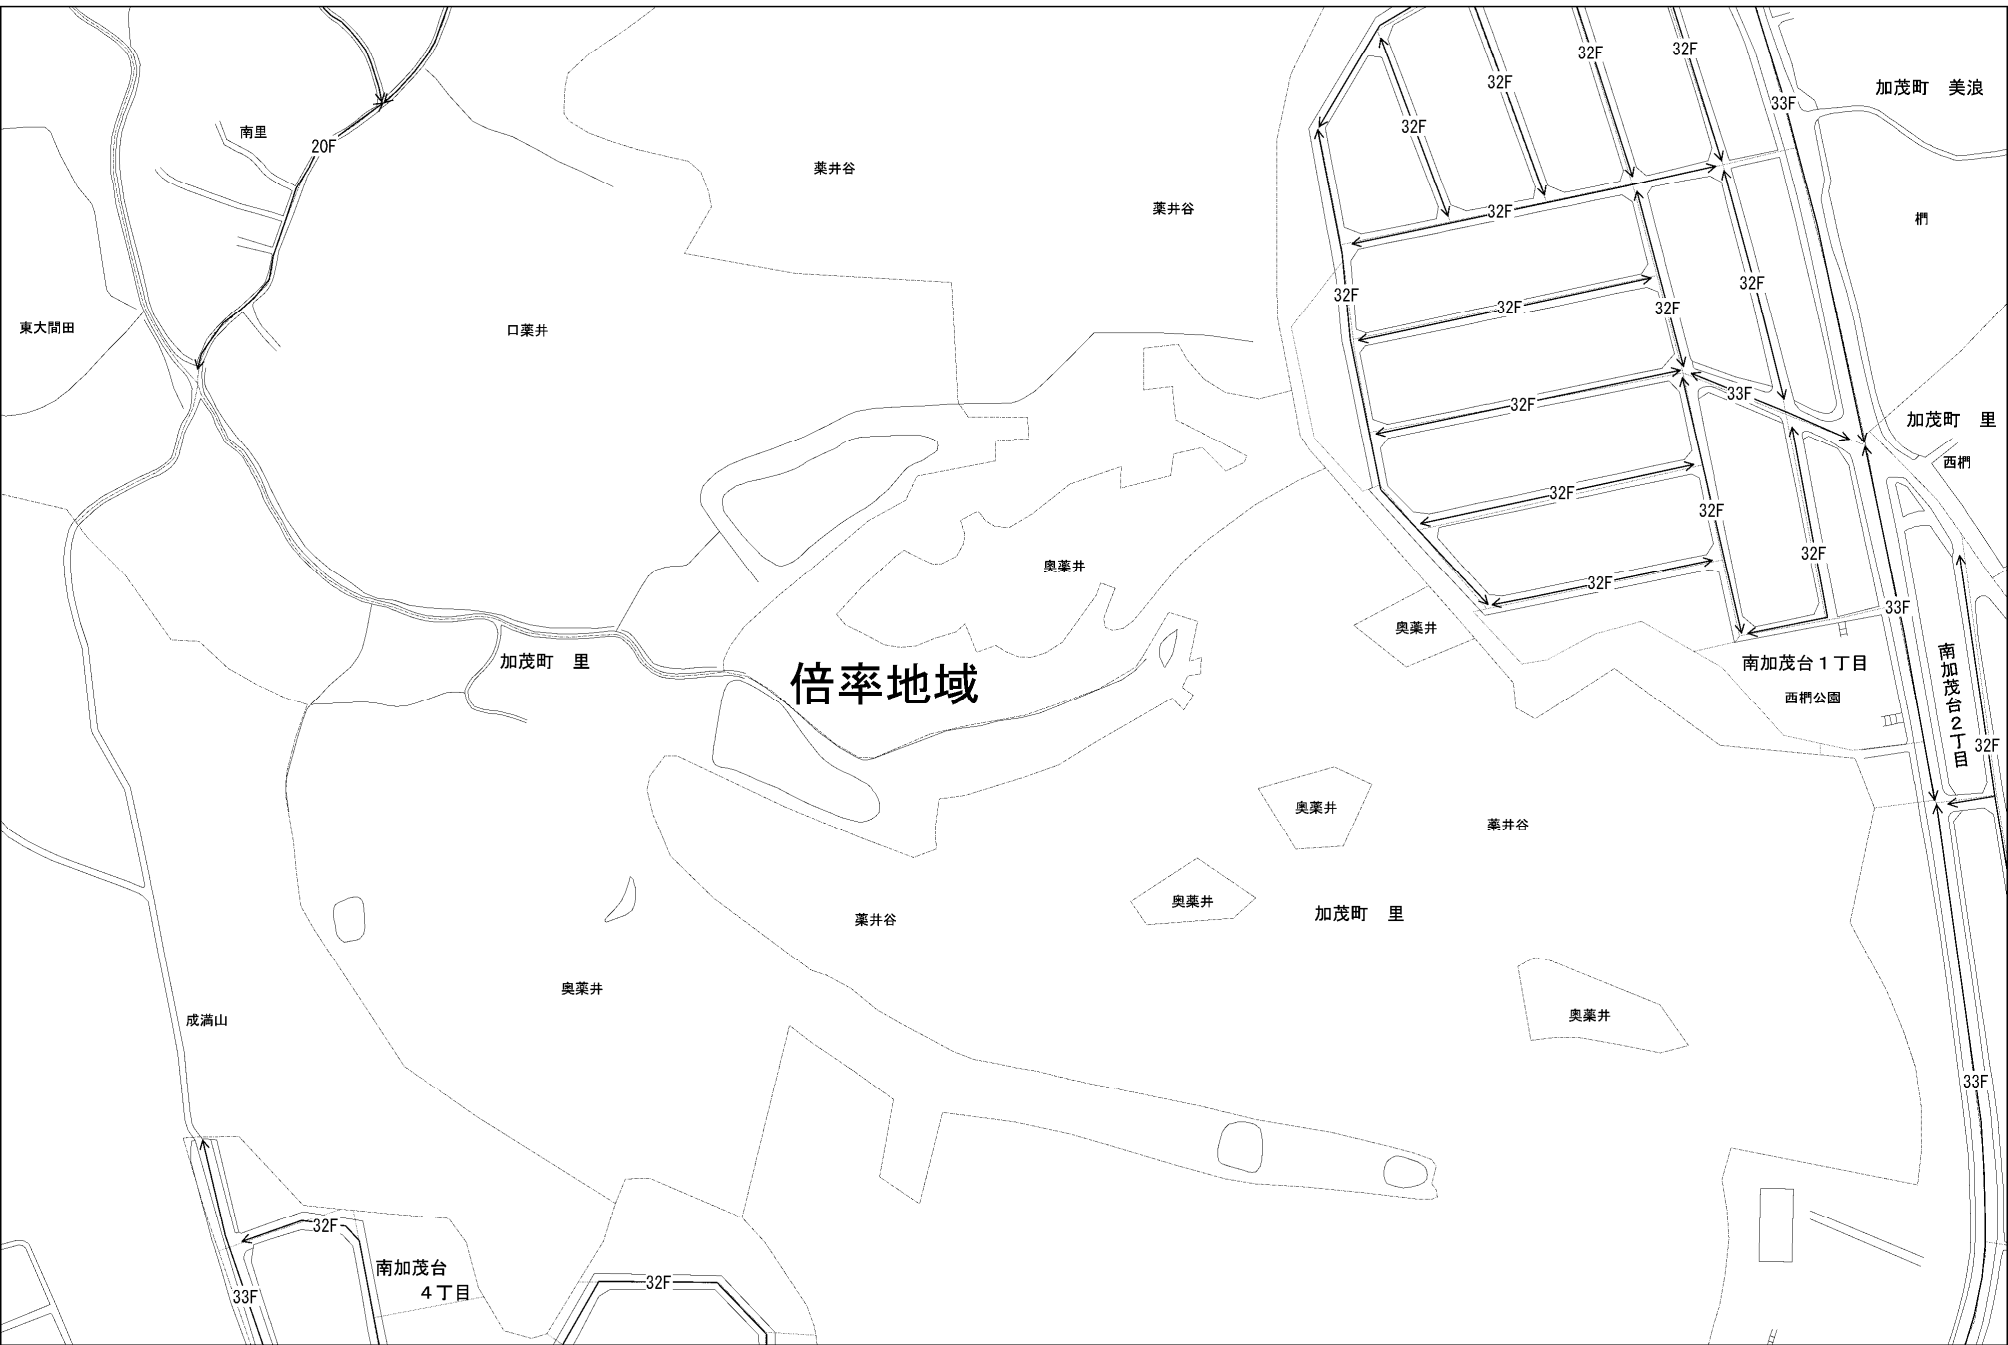 32F
32F
32F
33F
加茂町　美浪
32F
南里
20F
薬井谷
薬井谷
32F
椚
32F
32F
32F
32F
東大間田
口薬井
33F
32F
加茂町　里
西椚
32F
32F
32F
奥薬井
32F
奥薬井
33F
加茂町　里
倍率地域
南加茂台１丁目
西椚公園
南加茂台２丁目
32F
奥薬井
薬井谷
奥薬井
加茂町　里
薬井谷
奥薬井
奥薬井
成満山
33F
32F
南加茂台
４丁目
32F
33F